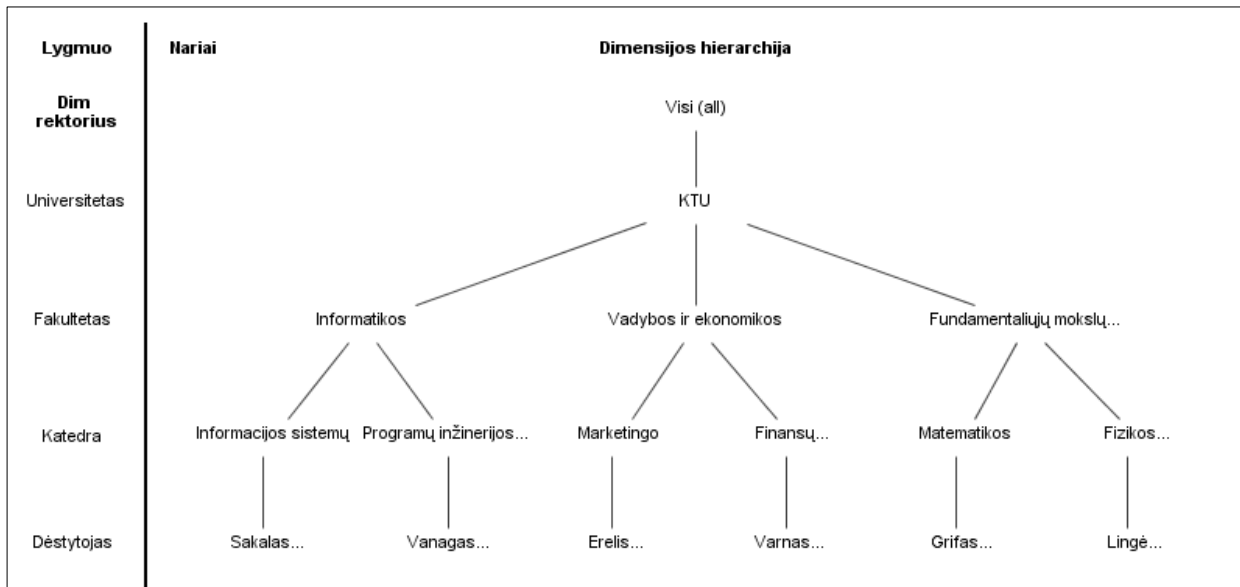 Lygmuo Nariai Dimensijos hierarchija
Dim
rektorius
Visi (all)
Universitetas KTU
Fakultetas Informatikos Vadybos ir ekonomikos Fundamentaliųjų mokslų...
Katedra Informacijos sistemų Programų inžinerijos... Marketingo Finansų... Matematikos Fizikos...
Dėstytojas Sakalas... Vanagas... Erelis... Varnas... Grifas... Lingė...